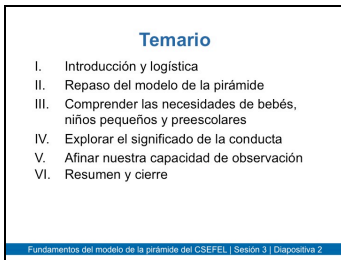 Temario
I. Introducción y logística
II. Repaso del modelo de la pirámide
III. Comprender las necesidades de bebés,
niños pequeños y preescolares
IV. Explorar el significado de la conducta
V. Afinar nuestra capacidad de observación
VI. Resumen y cierre
Fundamentos del modelo de la pirámide del CSEFEL | Sesión 3 | Diapositiva 2